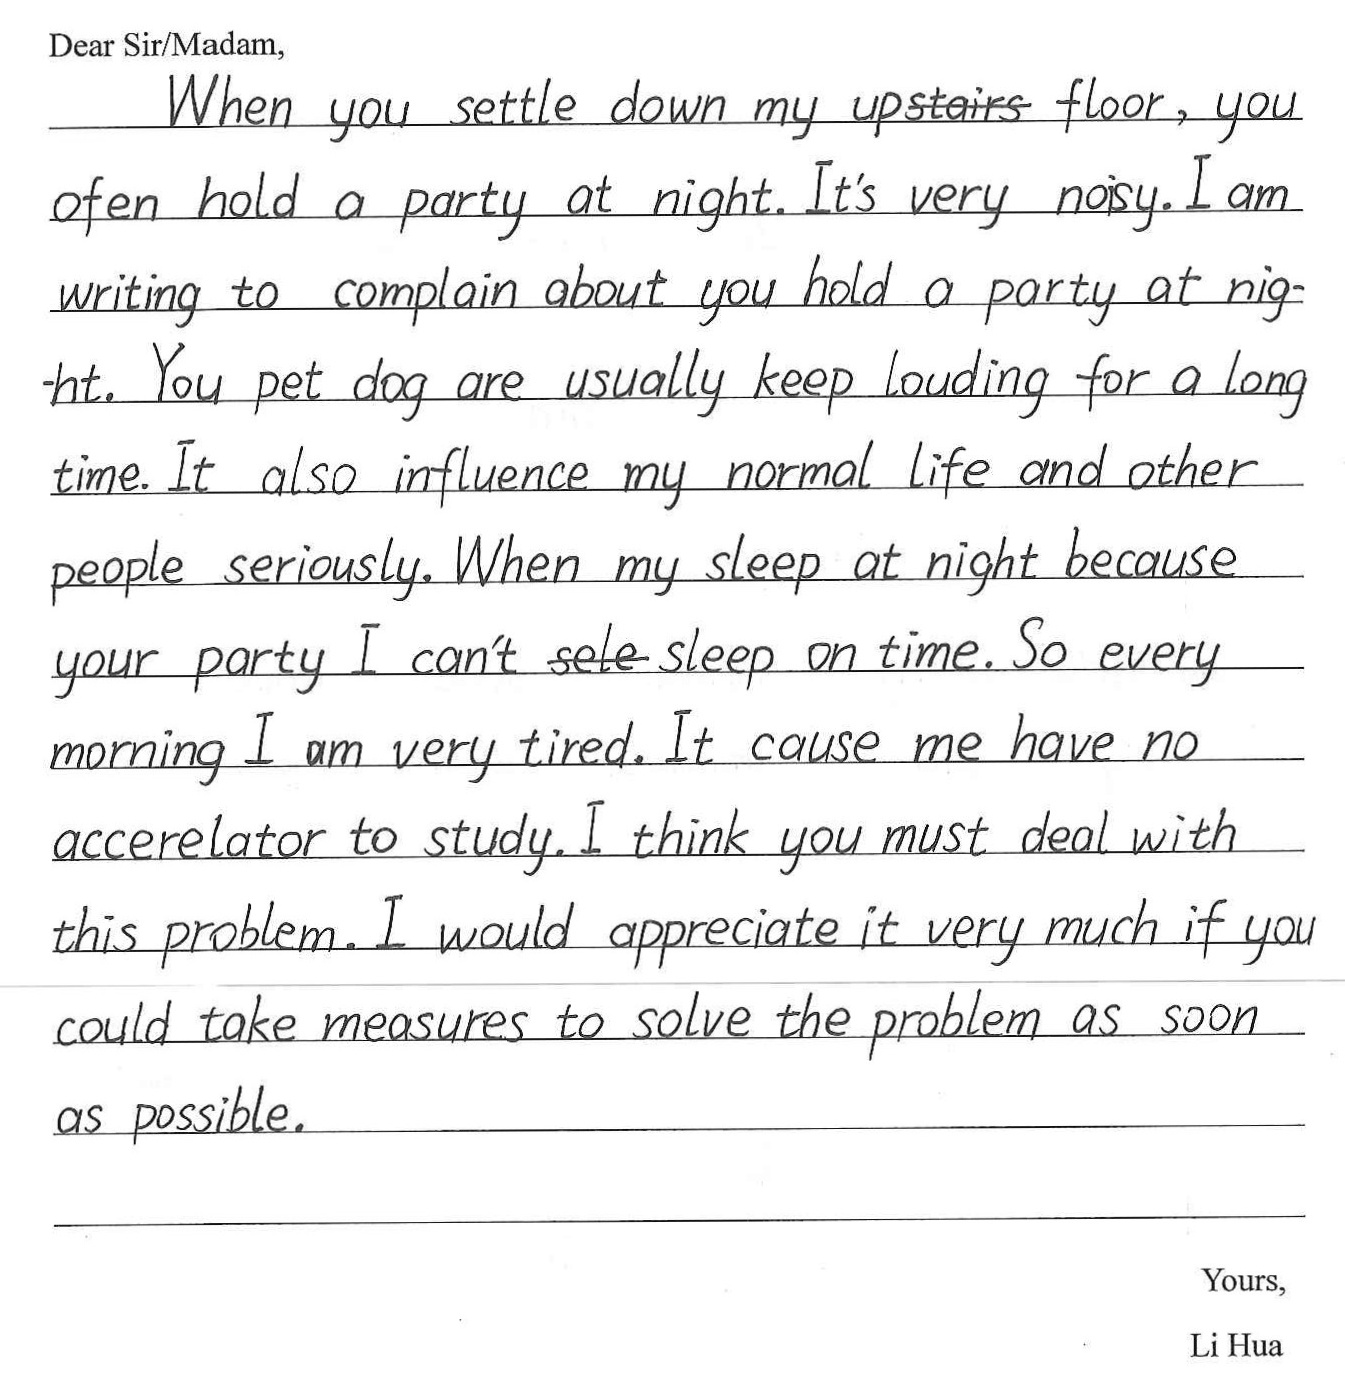 Dear Sir/Madam,
When you settle down my up floor, you
ofen hold a party at night. It's very noisy. I am
writing to complain about you hold a party at nig-
-ht. You pet dog are usually keep louding for a long
time. It also influence my normal life and other
people seriously. When my sleep at night because
your party I can't sleep on time. So every
morning I am very tired. It cause me have no
accerelator to study. I think you must deal with
this problem. I would appreciate it very much if you
could take measures to solve the problem as soon
as possible.
Yours,
Li Hua